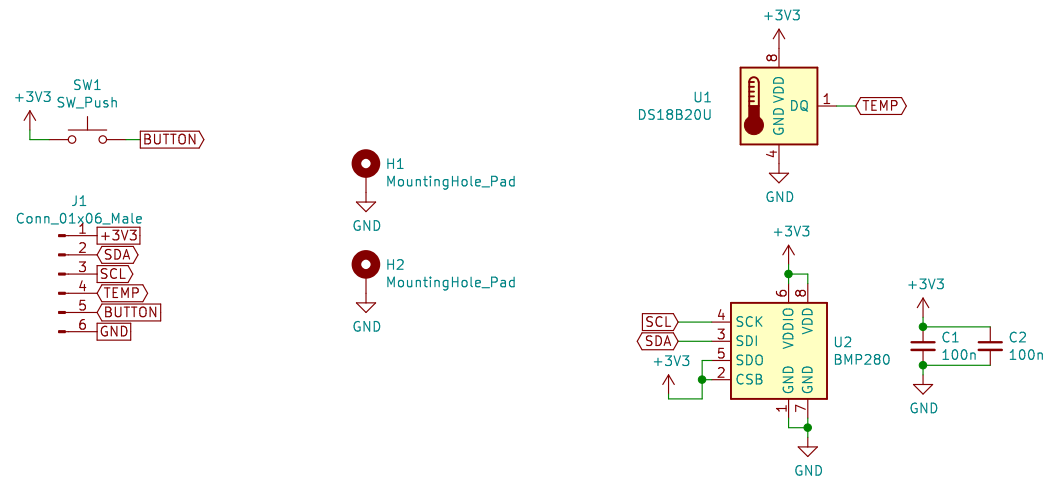 +3V3
SW1
SW_Push
BUTTON
J1
Conn_01x06_Male
1 +3V3
2 SDA
3 SCL
4 TEMP
5 BUTTON
6 GND
H1
MountingHole_Pad
GND
H2
MountingHole_Pad
GND
+3V3
8
U1
DS18B20U
VDD
DQ
GND
1
TEMP
4
GND
+3V3
6
8
SCL
4
SCK
SDA
3
SDI
+3V3
5
SDO
2
CSB
VDDIO
VDD
GND
GND
U2
BMP280
1
7
GND
+3V3
C1
100n
C2
100n
GND